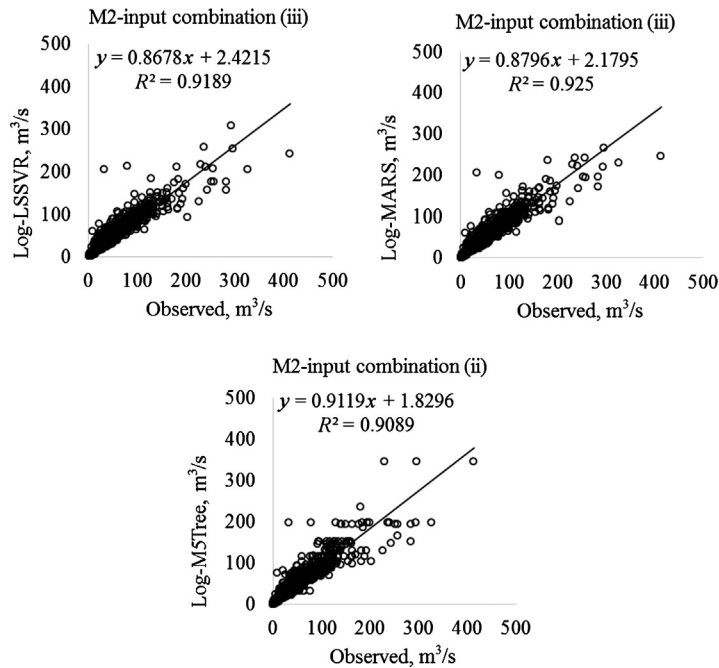 M2-input combination (iii)
y = 0.8678x + 2.4215
R² = 0.9189
500
400
300
200
100
0
Log-LSSVR, m³/s
0 100 200 300 400 500
Observed, m³/s
M2-input combination (iii)
y = 0.8796x + 2.1795
R² = 0.925
500
400
300
200
100
0
Log-MARS, m³/s
0 100 200 300 400 500
Observed, m³/s
M2-input combination (ii)
y = 0.9119x + 1.8296
R² = 0.9089
500
400
300
200
100
0
Log-M5Tree, m³/s
0 100 200 300 400 500
Observed, m³/s